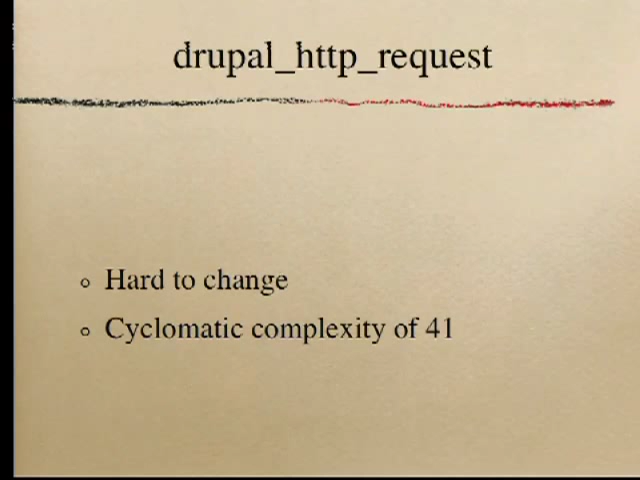 drupal_http_request
Hard to change
Cyclomatic complexity of 41